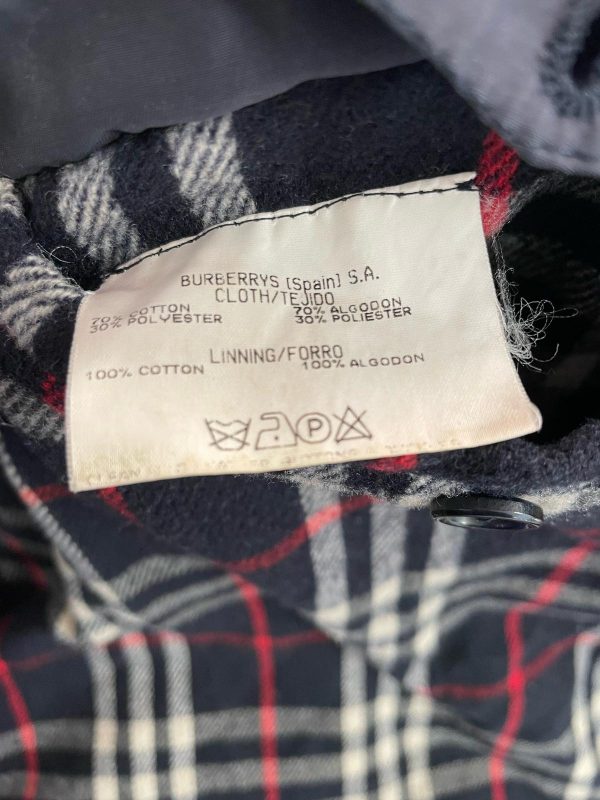 BURBERRYS [Spain] S.A.
CLOTH/TEJIDO
70% COTTON 70% ALGODON
30% POLYESTER 30% POLIESTER
LINNING/FORRO
100% COTTON 100% ALGODON
P